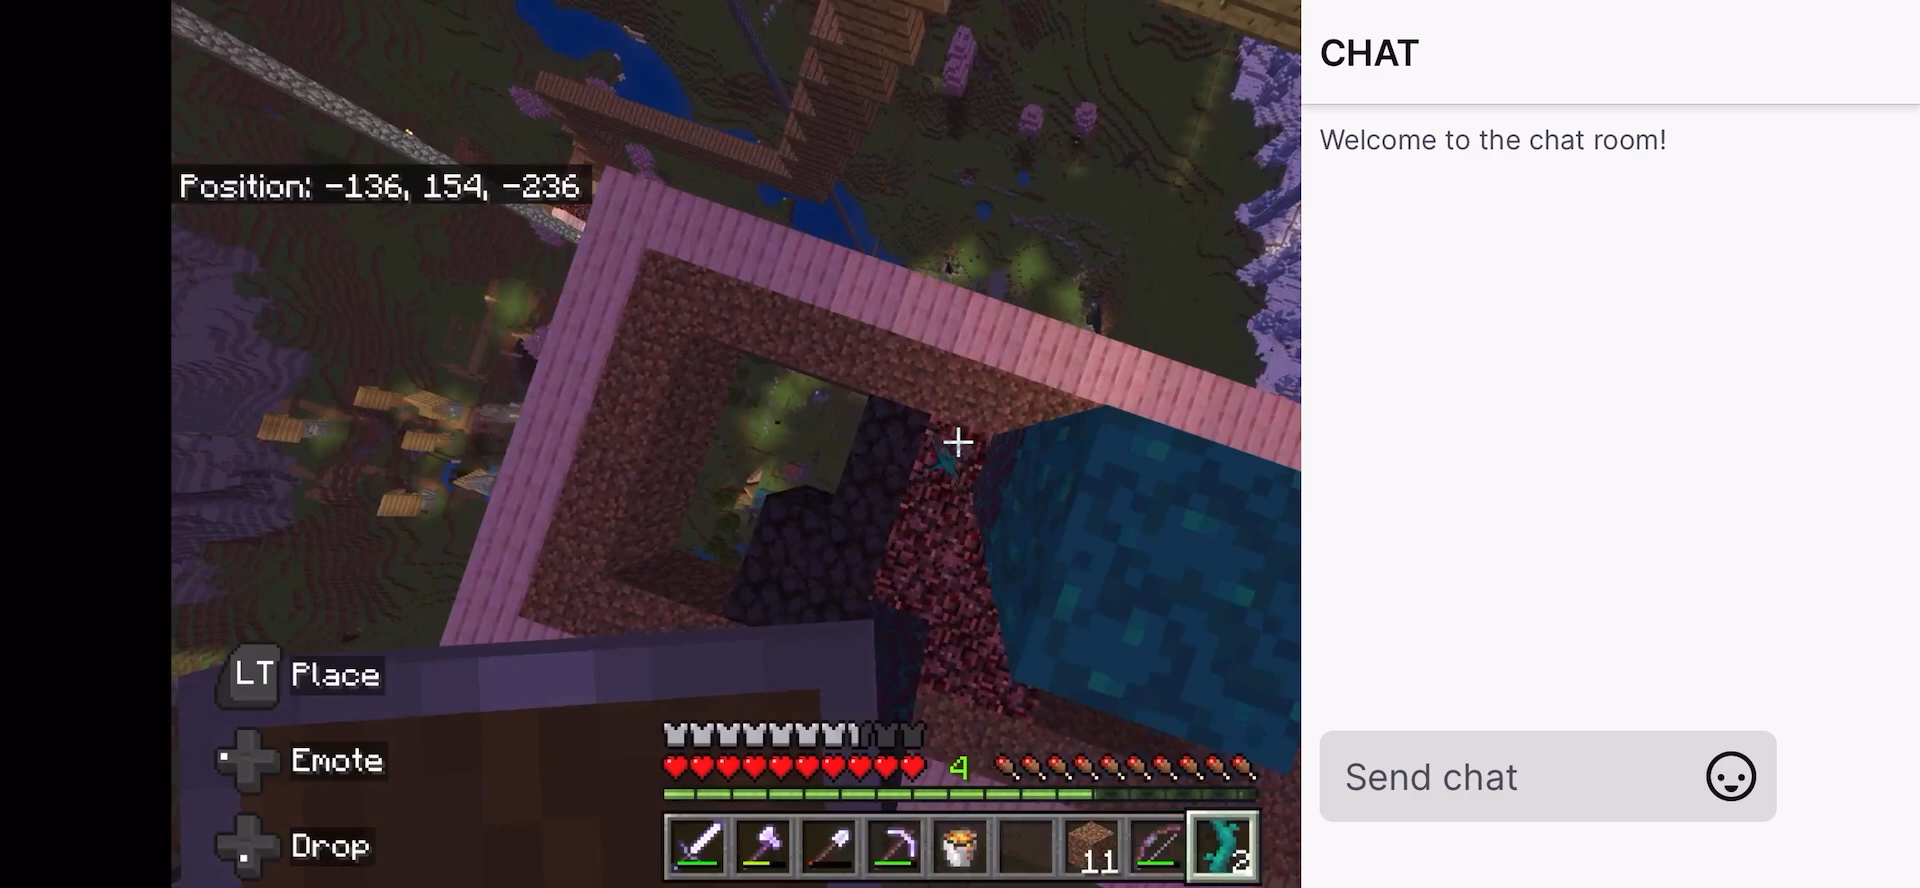 CHAT
Welcome to the chat room!
Position: -136, 154, -236
LT Place
Emote
Drop
4
11
2
Send chat